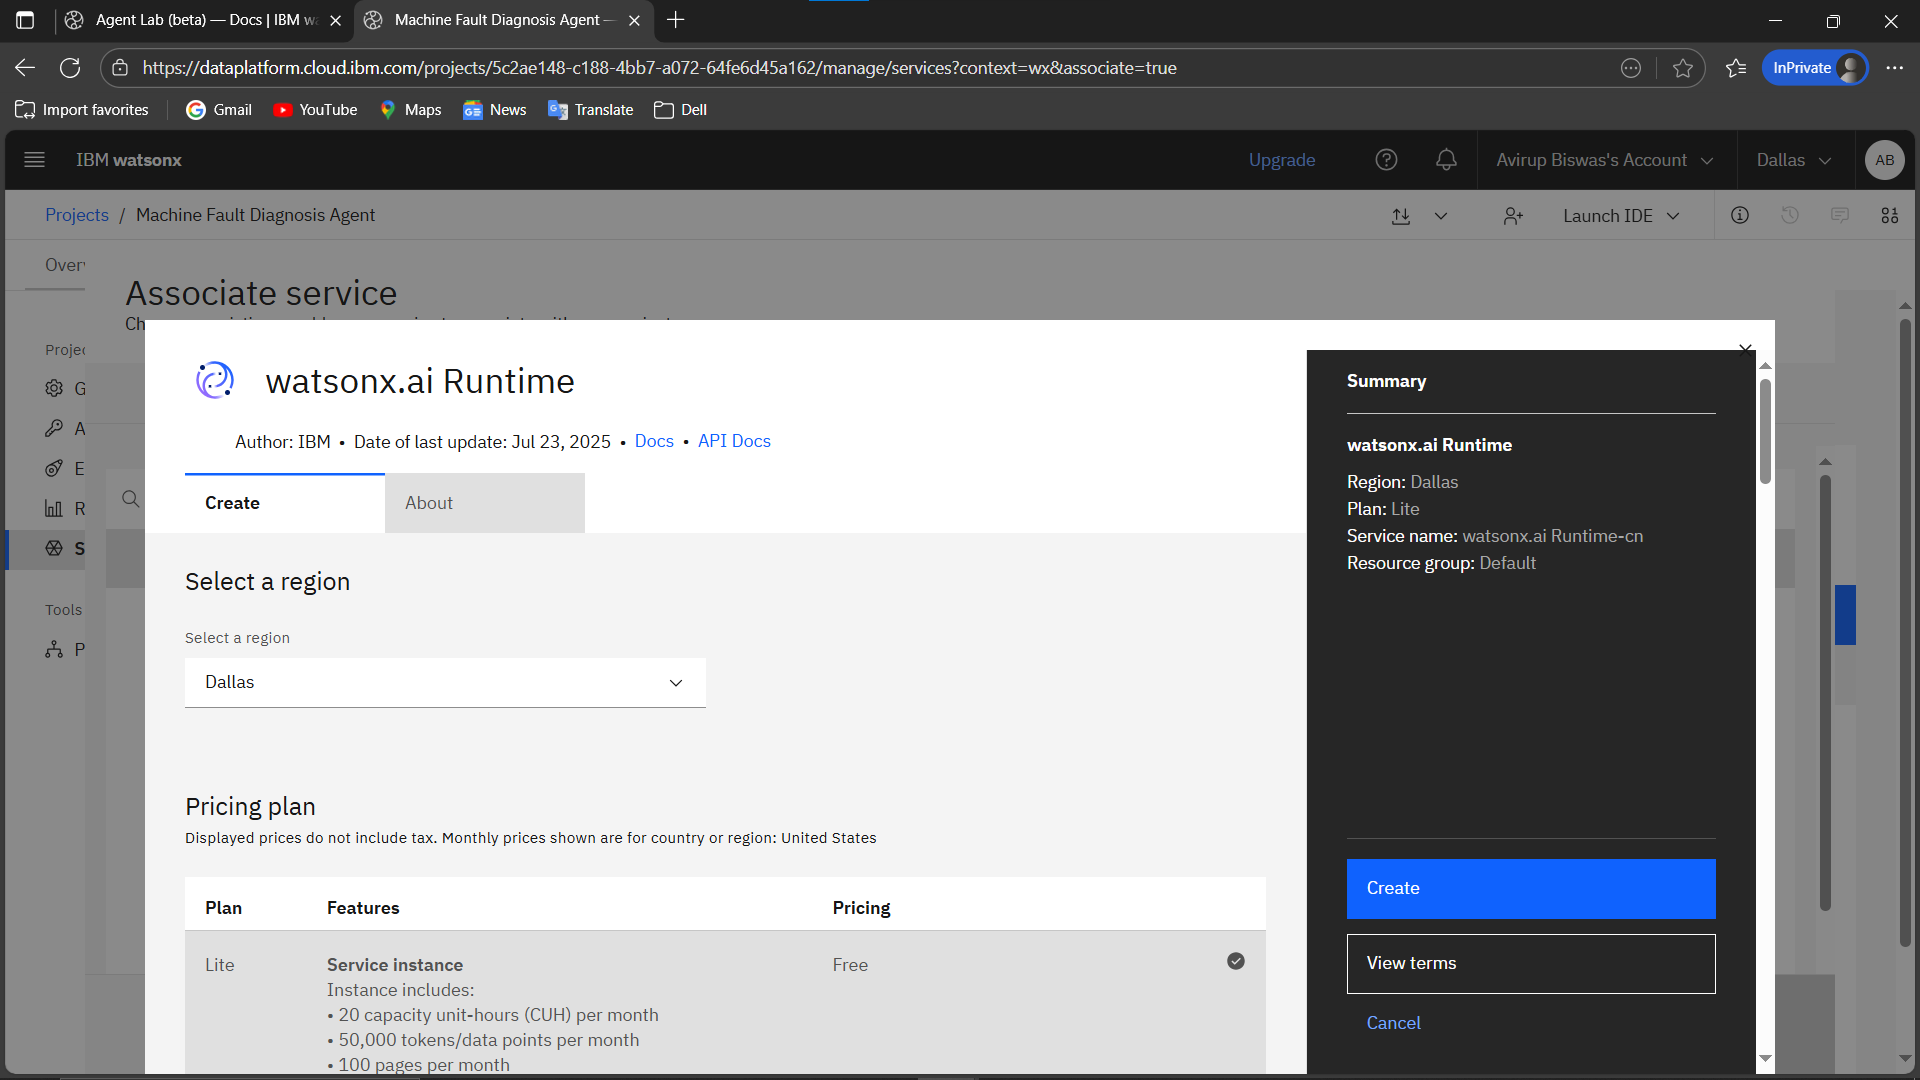 Agent Lab (beta) — Docs | IBM w
Machine Fault Diagnosis Agent —
https://dataplatform.cloud.ibm.com/projects/5c2ae148-c188-4bb7-a072-64fe6d45a162/manage/services?context=wx&associate=true
InPrivate
Import favorites
Gmail
YouTube
Maps
News
Translate
Dell
IBM watsonx
Upgrade
Avirup Biswas's Account
Dallas
AB
Projects / Machine Fault Diagnosis Agent
Launch IDE
Over
Associate service
Ch
Projec
G
A
E
R
S
Tools
P
watsonx.ai Runtime
Author: IBM • Date of last update: Jul 23, 2025 • Docs • API Docs
Create
About
Select a region
Select a region
Dallas
Pricing plan
Displayed prices do not include tax. Monthly prices shown are for country or region: United States
Plan Features Pricing
Lite Service instance Free
Instance includes:
• 20 capacity unit-hours (CUH) per month
• 50,000 tokens/data points per month
• 100 pages per month
Summary
watsonx.ai Runtime
Region: Dallas
Plan: Lite
Service name: watsonx.ai Runtime-cn
Resource group: Default
Create
View terms
Cancel